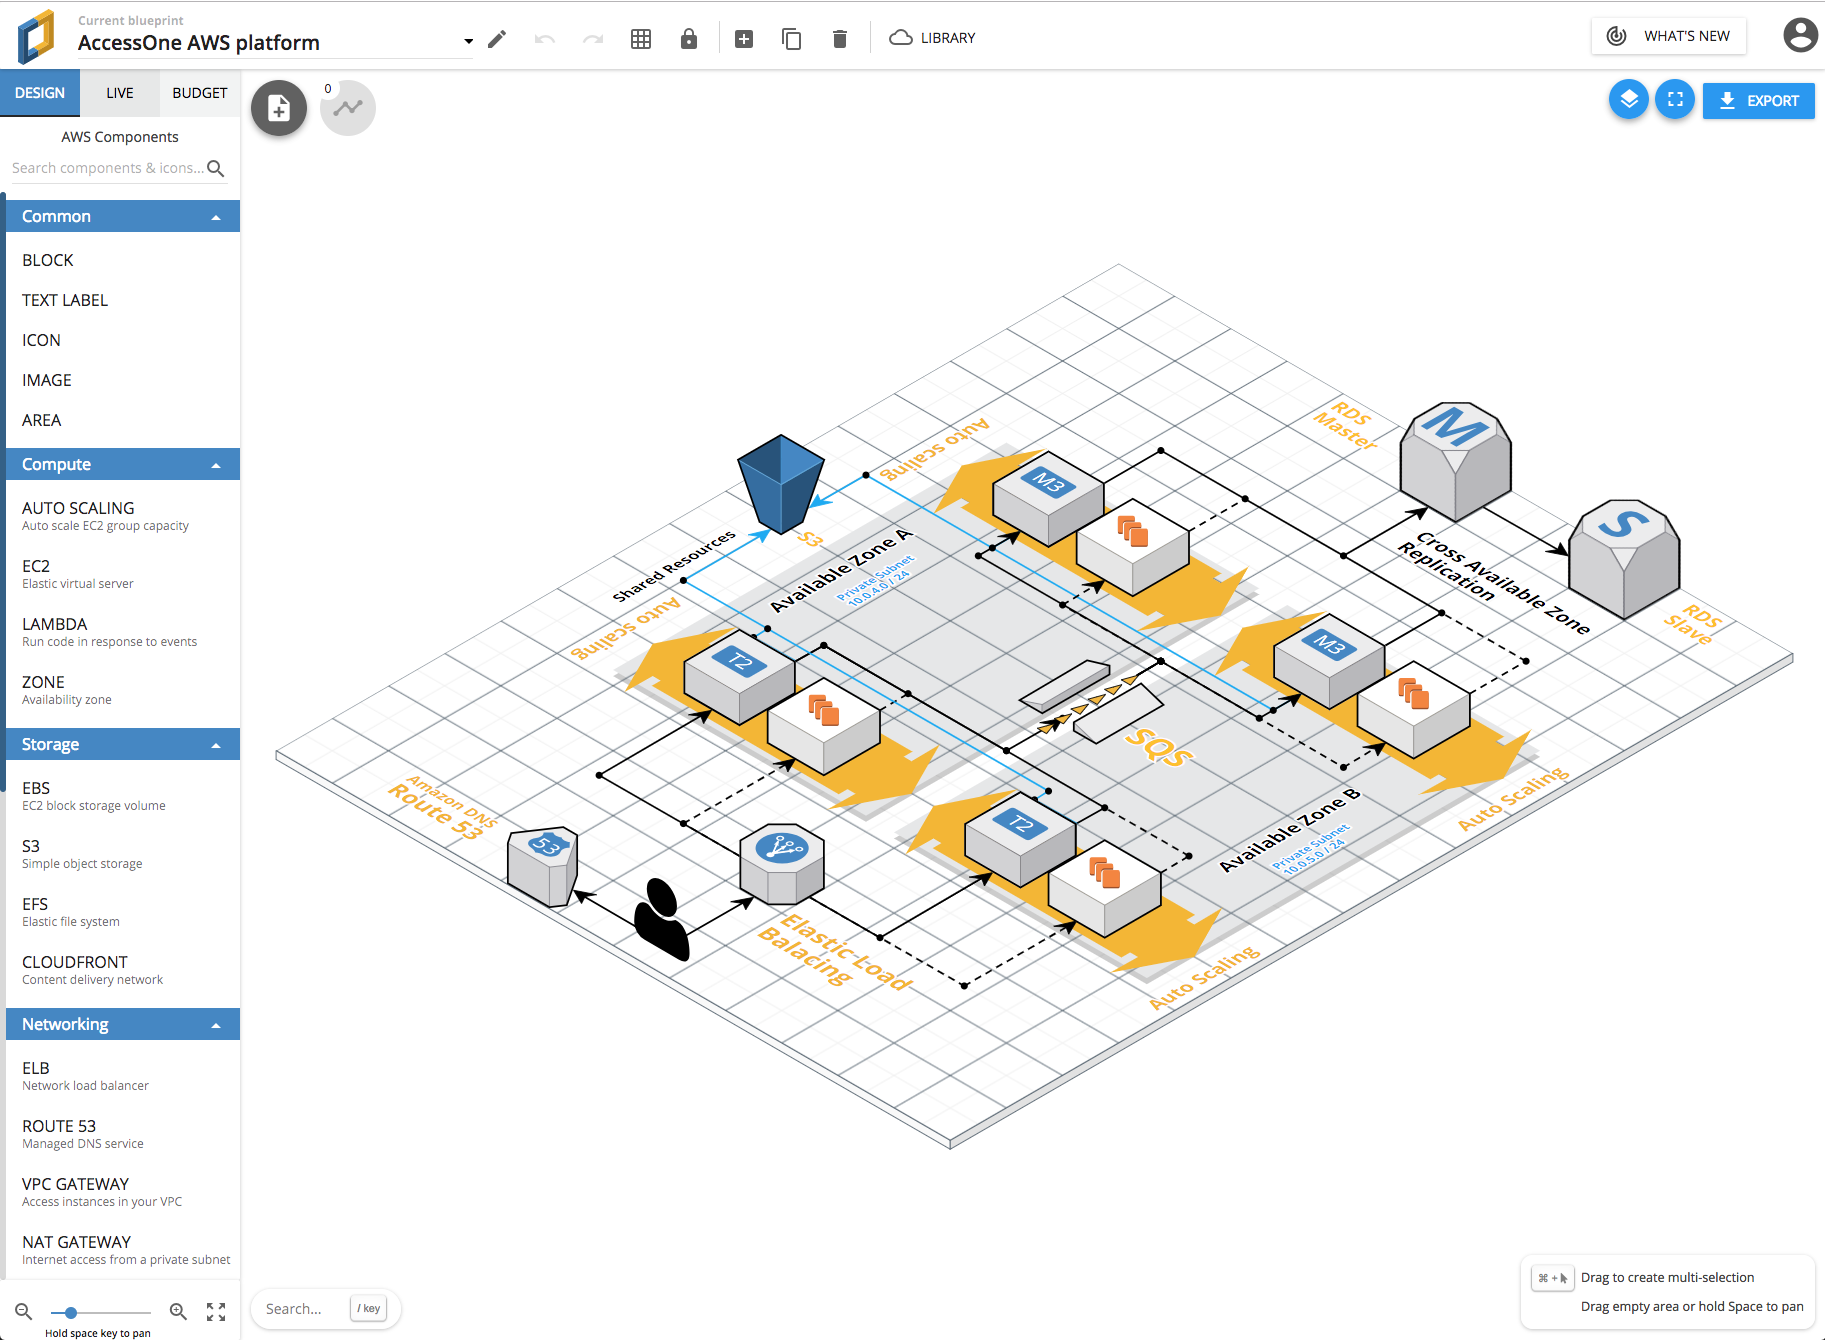 Current blueprint
AccessOne AWS platform
LIBRARY
WHAT'S NEW
DESIGN
LIVE
BUDGET
0
EXPORT
AWS Components
Search components & icons...
Common
BLOCK
TEXT LABEL
ICON
IMAGE
AREA
Compute
AUTO SCALING
Auto scale EC2 group capacity
EC2
Elastic virtual server
LAMBDA
Run code in response to events
ZONE
Availability zone
Storage
EBS
EC2 block storage volume
S3
Simple object storage
EFS
Elastic file system
CLOUDFRONT
Content delivery network
Networking
ELB
Network load balancer
ROUTE 53
Managed DNS service
VPC GATEWAY
Access instances in your VPC
NAT GATEWAY
Internet access from a private subnet
Hold space key to pan
Search...
/ key
RDS
Master
M
S
RDS
Slave
Cross Available Zone
Replication
Auto scaling
M3
S3
Shared Resources
Available Zone A
Private Subnet
10.0.4.0 / 24
Auto scaling
T2
M3
SQS
Auto Scaling
Amazon DNS
Route 53
53
T2
Available Zone B
Private Subnet
10.0.5.0 / 24
Elastic Load
Balacing
Auto Scaling
⌘ +
Drag to create multi-selection
Drag empty area or hold Space to pan